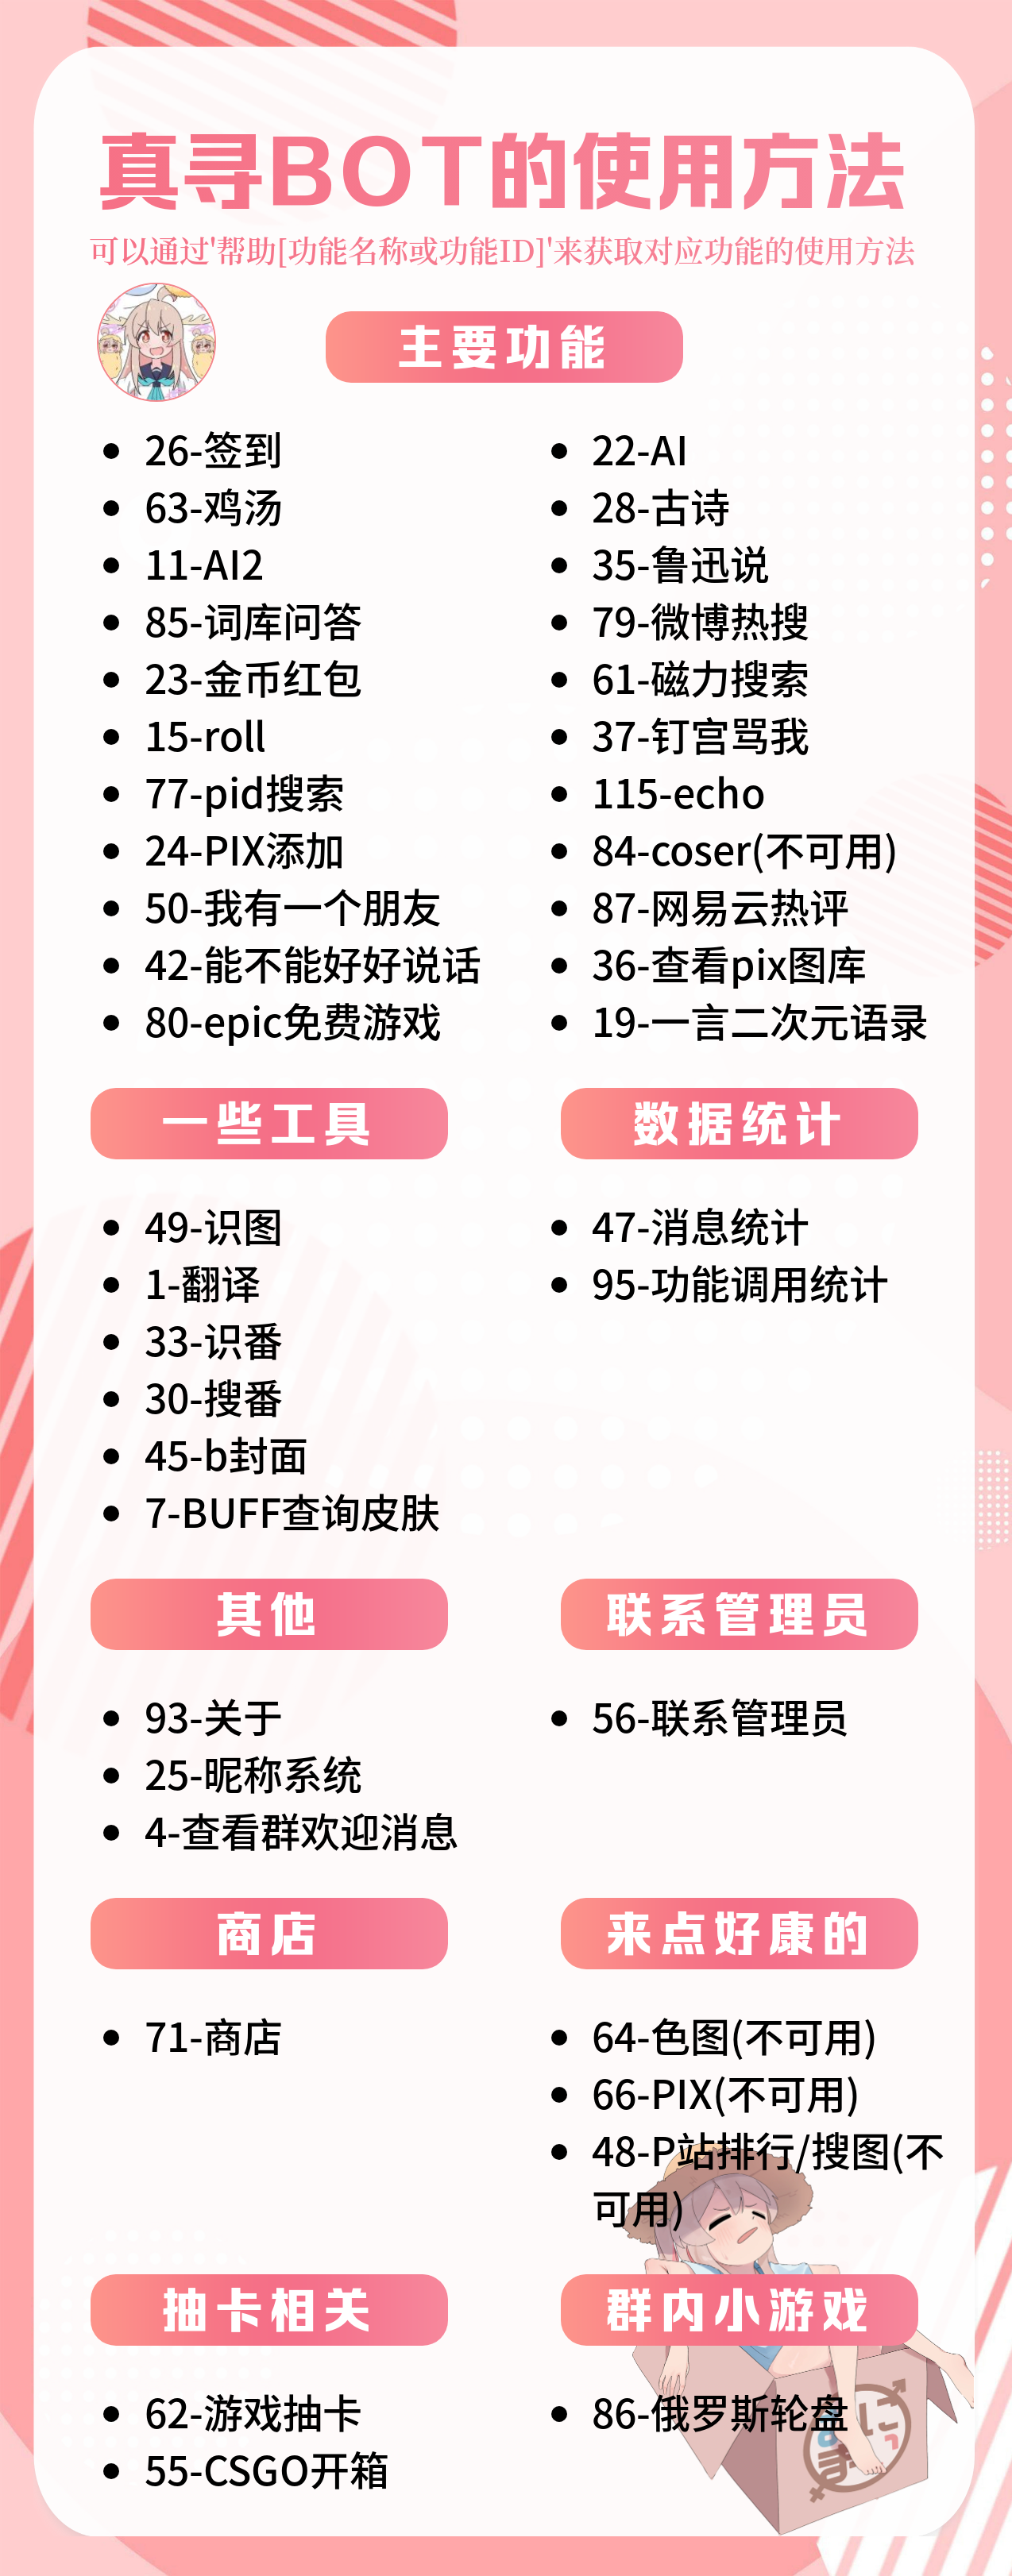 真寻BOT的使用方法
可以通过'帮助[功能名称或功能ID]'来获取对应功能的使用方法
主要功能
26-签到
63-鸡汤
11-AI2
85-词库问答
23-金币红包
15-roll
77-pid搜索
24-PIX添加
50-我有一个朋友
42-能不能好好说话
80-epic免费游戏
22-AI
28-古诗
35-鲁迅说
79-微博热搜
61-磁力搜索
37-钉宫骂我
115-echo
84-coser(不可用)
87-网易云热评
36-查看pix图库
19-一言二次元语录
一些工具
49-识图
1-翻译
33-识番
30-搜番
45-b封面
7-BUFF查询皮肤
数据统计
47-消息统计
95-功能调用统计
其他
93-关于
25-昵称系统
4-查看群欢迎消息
联系管理员
56-联系管理员
商店
71-商店
来点好康的
64-色图(不可用)
66-PIX(不可用)
48-P站排行/搜图(不
可用)
抽卡相关
62-游戏抽卡
55-CSGO开箱
群内小游戏
86-俄罗斯轮盘